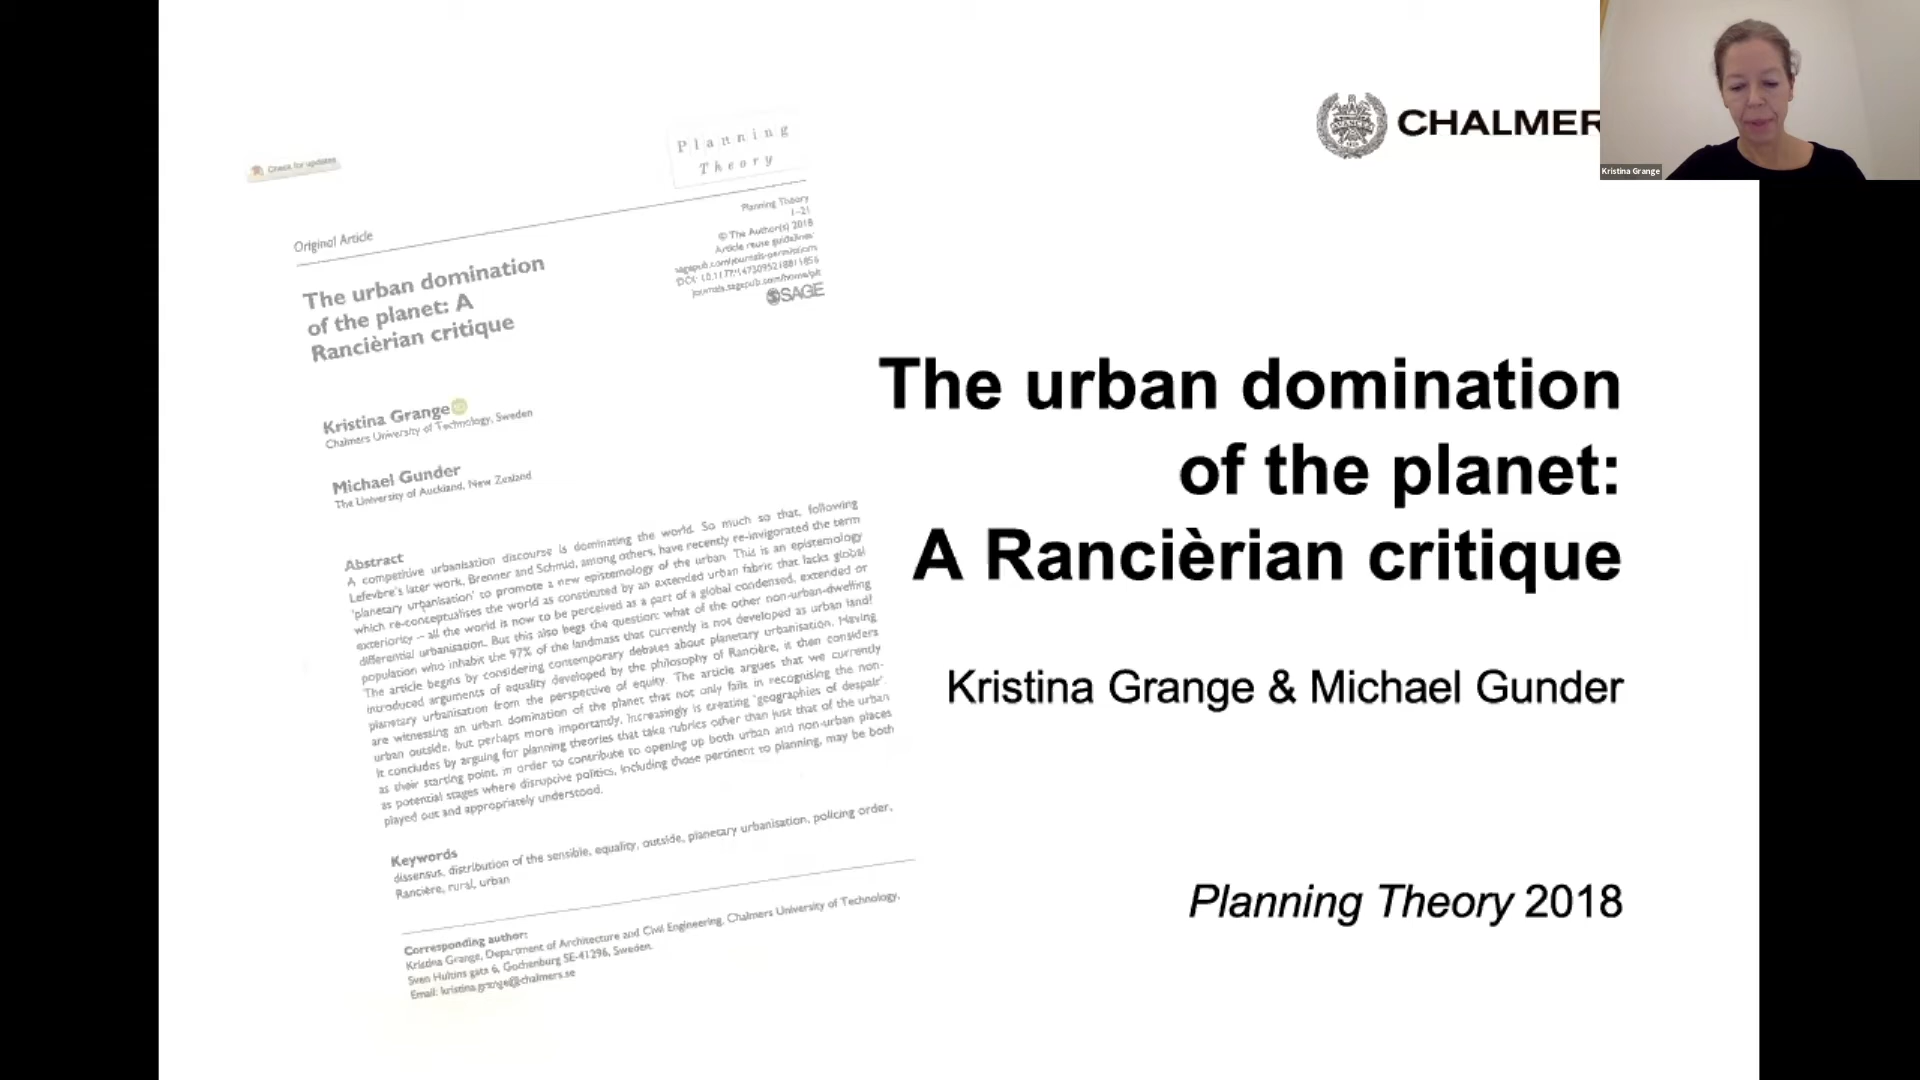 CHALMER
Kristina Grange
Check for updates
Planning
Theory
Original Article
Planning Theory
1–21
© The Author(s) 2018
Article reuse guidelines:
sagepub.com/journals-permissions
DOI: 10.1177/1473095218811856
journals.sagepub.com/home/plt
SAGE
The urban domination
of the planet: A
Rancièrian critique
Kristina Grange
Chalmers University of Technology, Sweden
Michael Gunder
The University of Auckland, New Zealand
Abstract
A competitive urbanisation discourse is dominating the world. So much so that, following
Lefevbre's later work, Brenner and Schmid, among others, have recently re-invigorated the term
'planetary urbanisation' to promote a new epistemology of the urban. This is an epistemology
which re-conceptualises the world as constituted by an extended urban fabric that lacks global
exteriority – all the world is now to be perceived as a part of a global condensed, extended or
differential urbanisation. But this also begs the question: what of the other non-urban-dwelling
population who inhabit the 97% of the landmass that currently is not developed as urban land?
The article begins by considering contemporary debates about planetary urbanisation. Having
introduced arguments of equality developed by the philosophy of Rancière, it then considers
planetary urbanisation from the perspective of equity. The article argues that we currently
are witnessing an urban domination of the planet that not only fails in recognising the non-
urban outside, but perhaps more importantly, increasingly is creating 'geographies of despair'.
It concludes by arguing for planning theories that take rubrics other than just that of the urban
as their starting point, in order to contribute to opening up both urban and non-urban places
as potential stages where disruptive politics, including those pertinent to planning, may be both
played out and appropriately understood.
Keywords
dissensus, distribution of the sensible, equality, outside, planetary urbanisation, policing order,
Rancière, rural, urban
Corresponding author:
Kristina Grange, Department of Architecture and Civil Engineering, Chalmers University of Technology,
Sven Hultins gata 6, Gothenburg SE-41296, Sweden.
Email: kristina.grange@chalmers.se
The urban domination
of the planet:
A Rancièrian critique
Kristina Grange & Michael Gunder
Planning Theory 2018